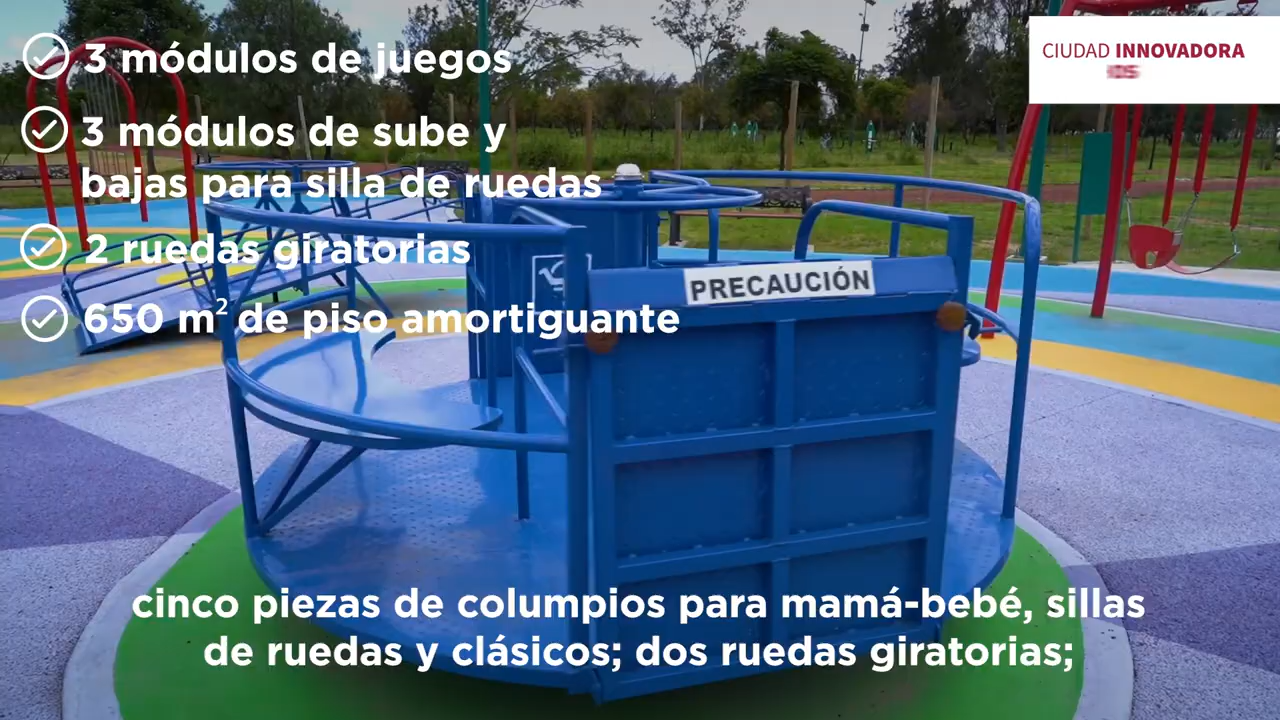 3 módulos de juegos
3 módulos de sube y
bajas para silla de ruedas
2 ruedas giratorias
650 m² de piso amortiguante
CIUDAD INNOVADORA
PRECAUCIÓN
cinco piezas de columpios para mamá-bebé, sillas
de ruedas y clásicos; dos ruedas giratorias;